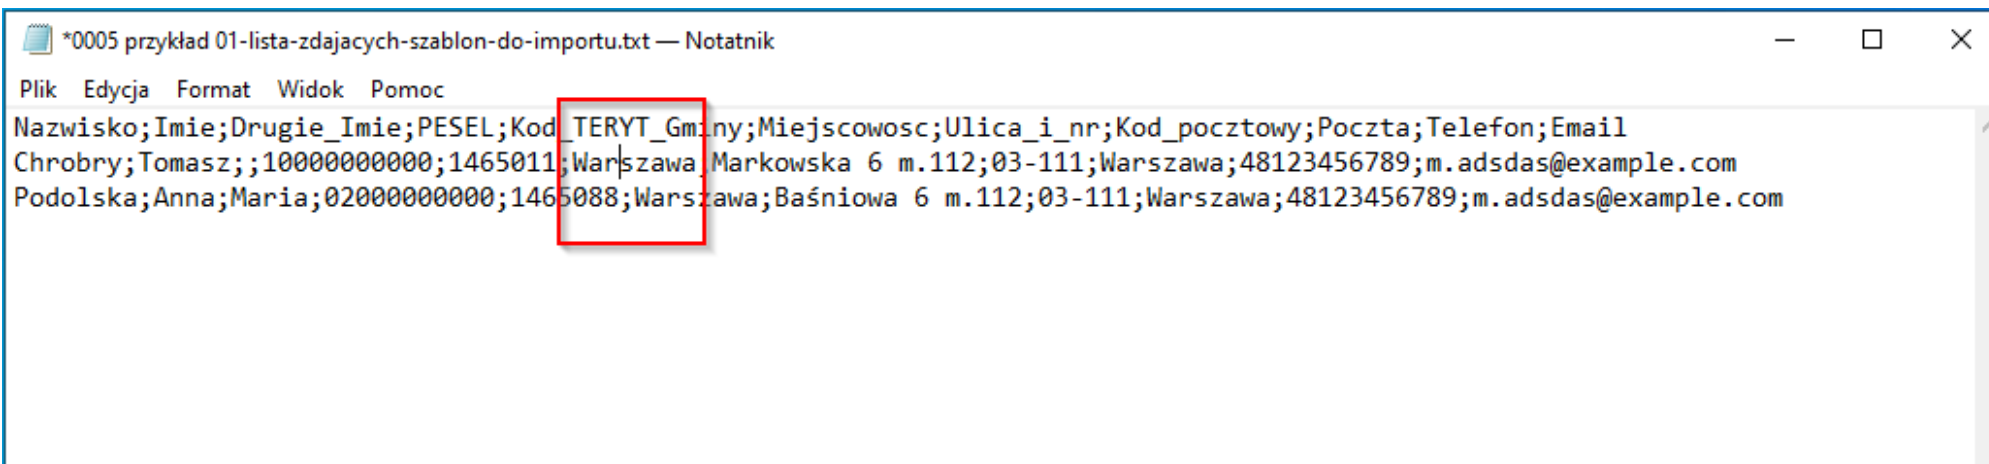 *0005 przykład 01-lista-zdajacych-szablon-do-importu.txt — Notatnik
Plik Edycja Format Widok Pomoc
Nazwisko;Imie;Drugie_Imie;PESEL;Kod_TERYT_Gminy;Miejscowosc;Ulica_i_nr;Kod_pocztowy;Poczta;Telefon;Email
Chrobry;Tomasz;;10000000000;1465011;Warszawa;Markowska 6 m.112;03-111;Warszawa;48123456789;m.adsdas@example.com
Podolska;Anna;Maria;02000000000;1465088;Warszawa;Baśniowa 6 m.112;03-111;Warszawa;48123456789;m.adsdas@example.com